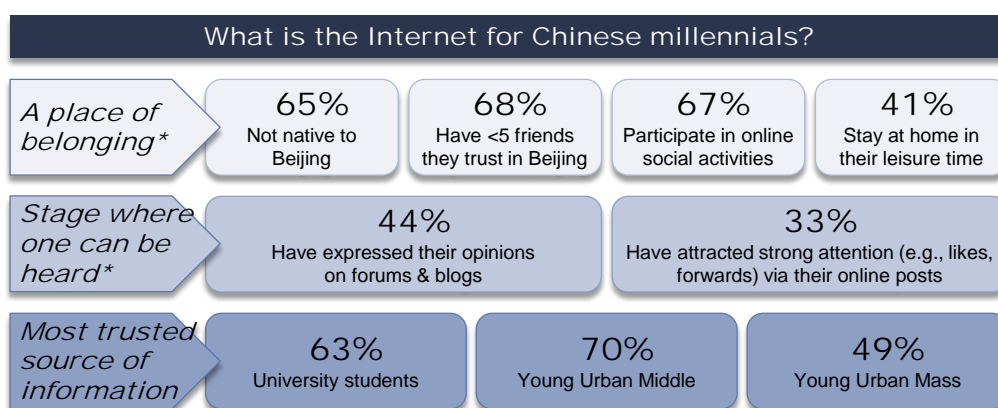 What is the Internet for Chinese millennials?
A place of
belonging*
65%
Not native to
Beijing
68%
Have <5 friends
they trust in Beijing
67%
Participate in online
social activities
41%
Stay at home in
their leisure time
Stage where
one can be
heard*
44%
Have expressed their opinions
on forums & blogs
33%
Have attracted strong attention (e.g., likes,
forwards) via their online posts
Most trusted
source of
information
63%
University students
70%
Young Urban Middle
49%
Young Urban Mass